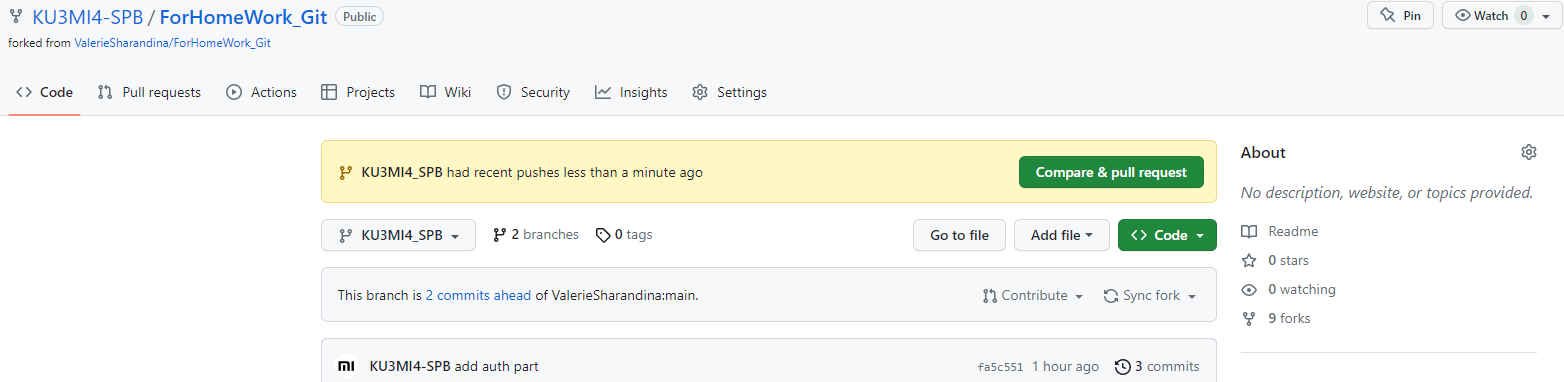 KU3MI4-SPB / ForHomeWork_Git Public
Pin
Watch 0
forked from ValerieSharandina/ForHomeWork_Git
<> Code Pull requests Actions Projects Wiki Security Insights Settings
KU3MI4_SPB had recent pushes less than a minute ago
Compare & pull request
About
No description, website, or topics provided.
Readme
0 stars
0 watching
9 forks
KU3MI4_SPB 2 branches 0 tags
Go to file Add file <> Code
This branch is 2 commits ahead of ValerieSharandina:main.
Contribute Sync fork
mı KU3MI4-SPB add auth part
fa5c551 1 hour ago 3 commits